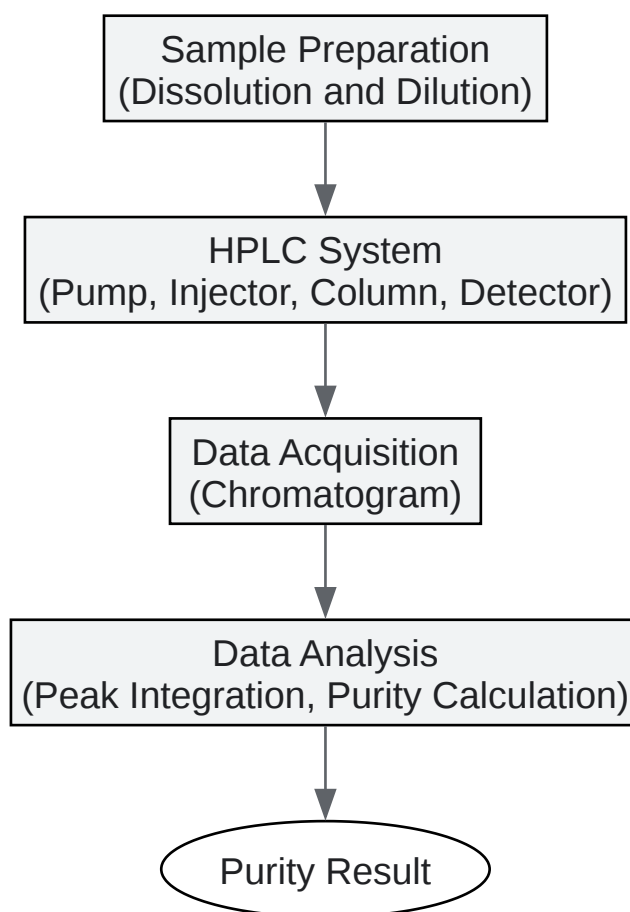 Sample Preparation
(Dissolution and Dilution)
HPLC System
(Pump, Injector, Column, Detector)
Data Acquisition
(Chromatogram)
Data Analysis
(Peak Integration, Purity Calculation)
Purity Result